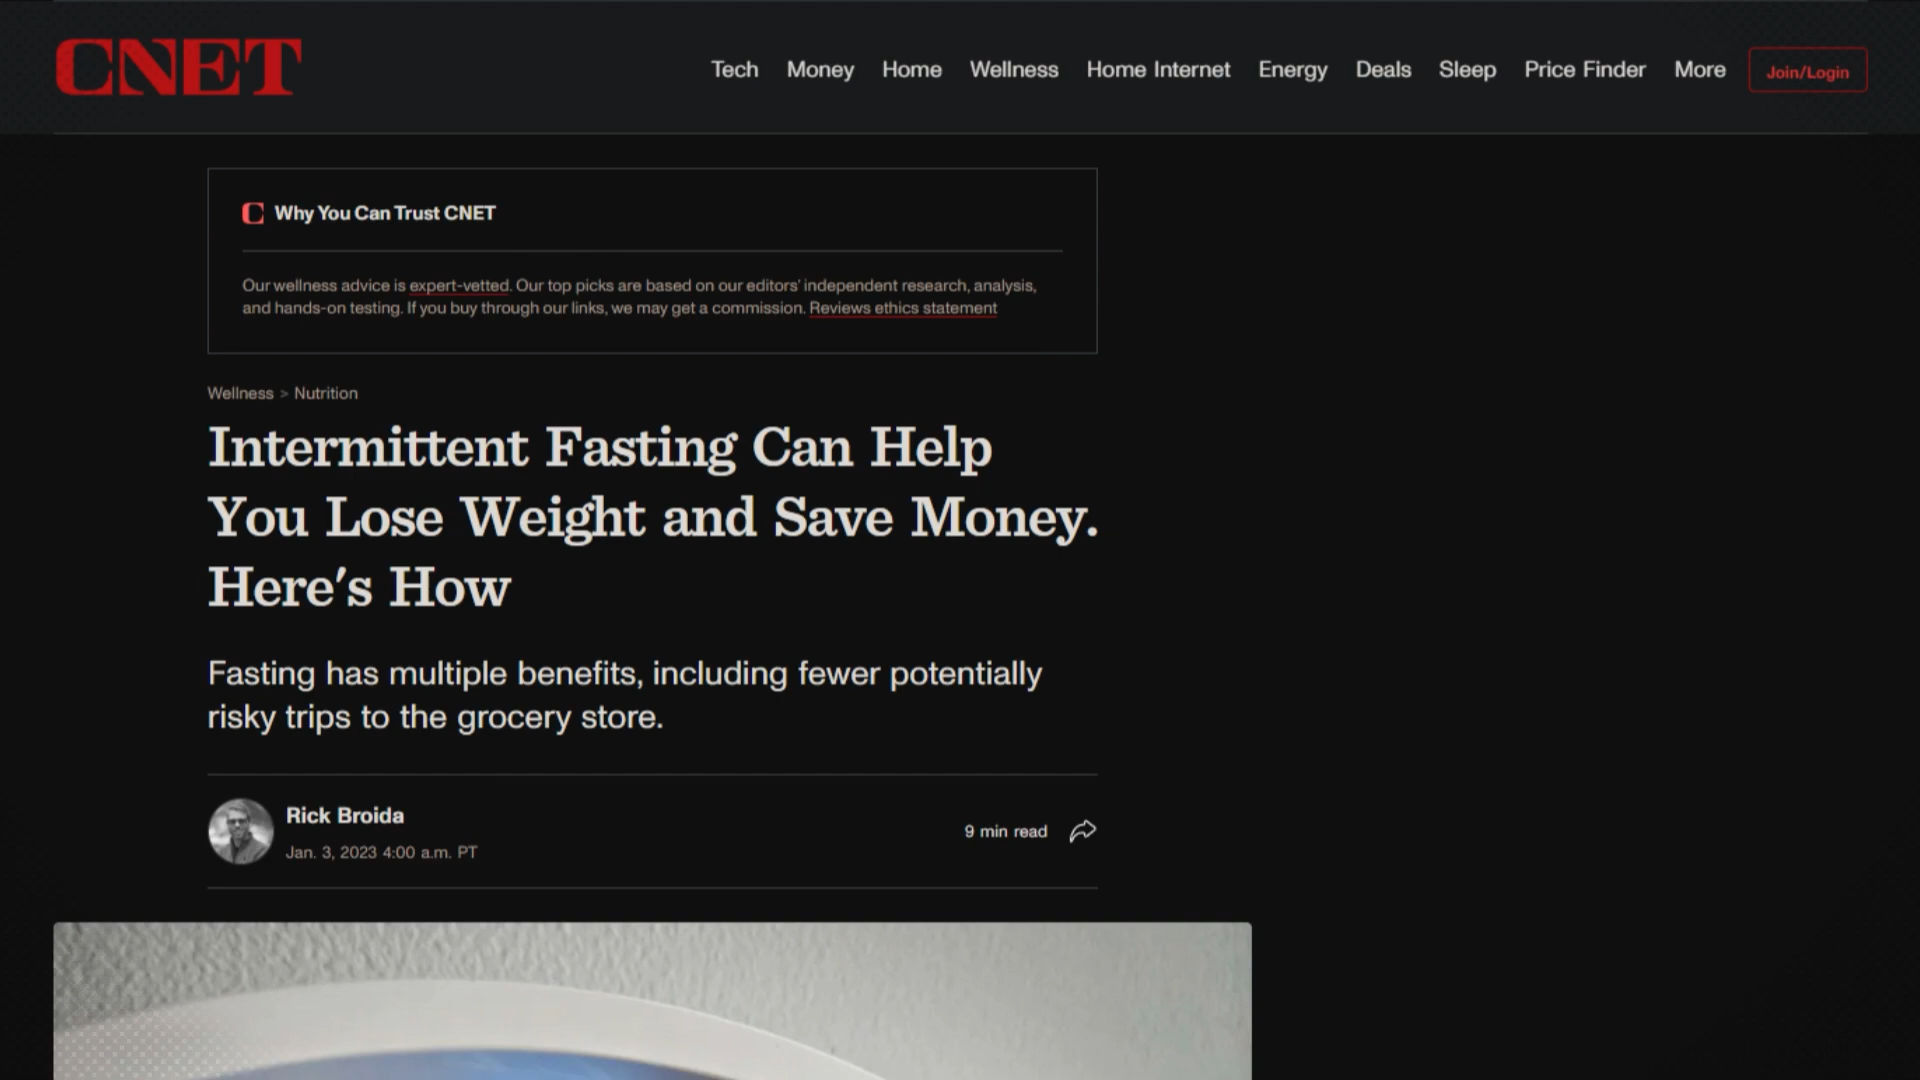 CNET
Tech Money Home Wellness Home Internet Energy Deals Sleep Price Finder More Join/Login
Why You Can Trust CNET
Our wellness advice is expert-vetted. Our top picks are based on our editors' independent research, analysis,
and hands-on testing. If you buy through our links, we may get a commission. Reviews ethics statement
Wellness > Nutrition
Intermittent Fasting Can Help
You Lose Weight and Save Money.
Here's How
Fasting has multiple benefits, including fewer potentially
risky trips to the grocery store.
Rick Broida
9 min read
Jan. 3, 2023 4:00 a.m. PT